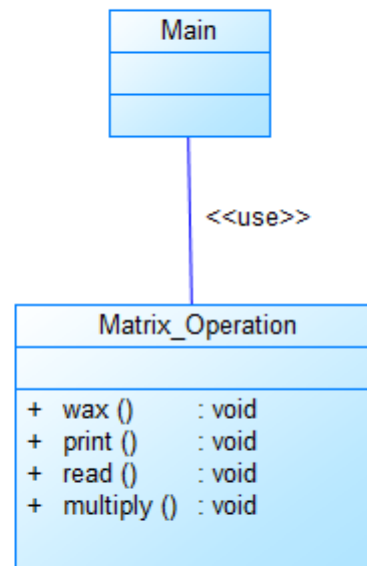 Main
<<use>>
Matrix_Operation
+ wax () : void
+ print () : void
+ read () : void
+ multiply () : void